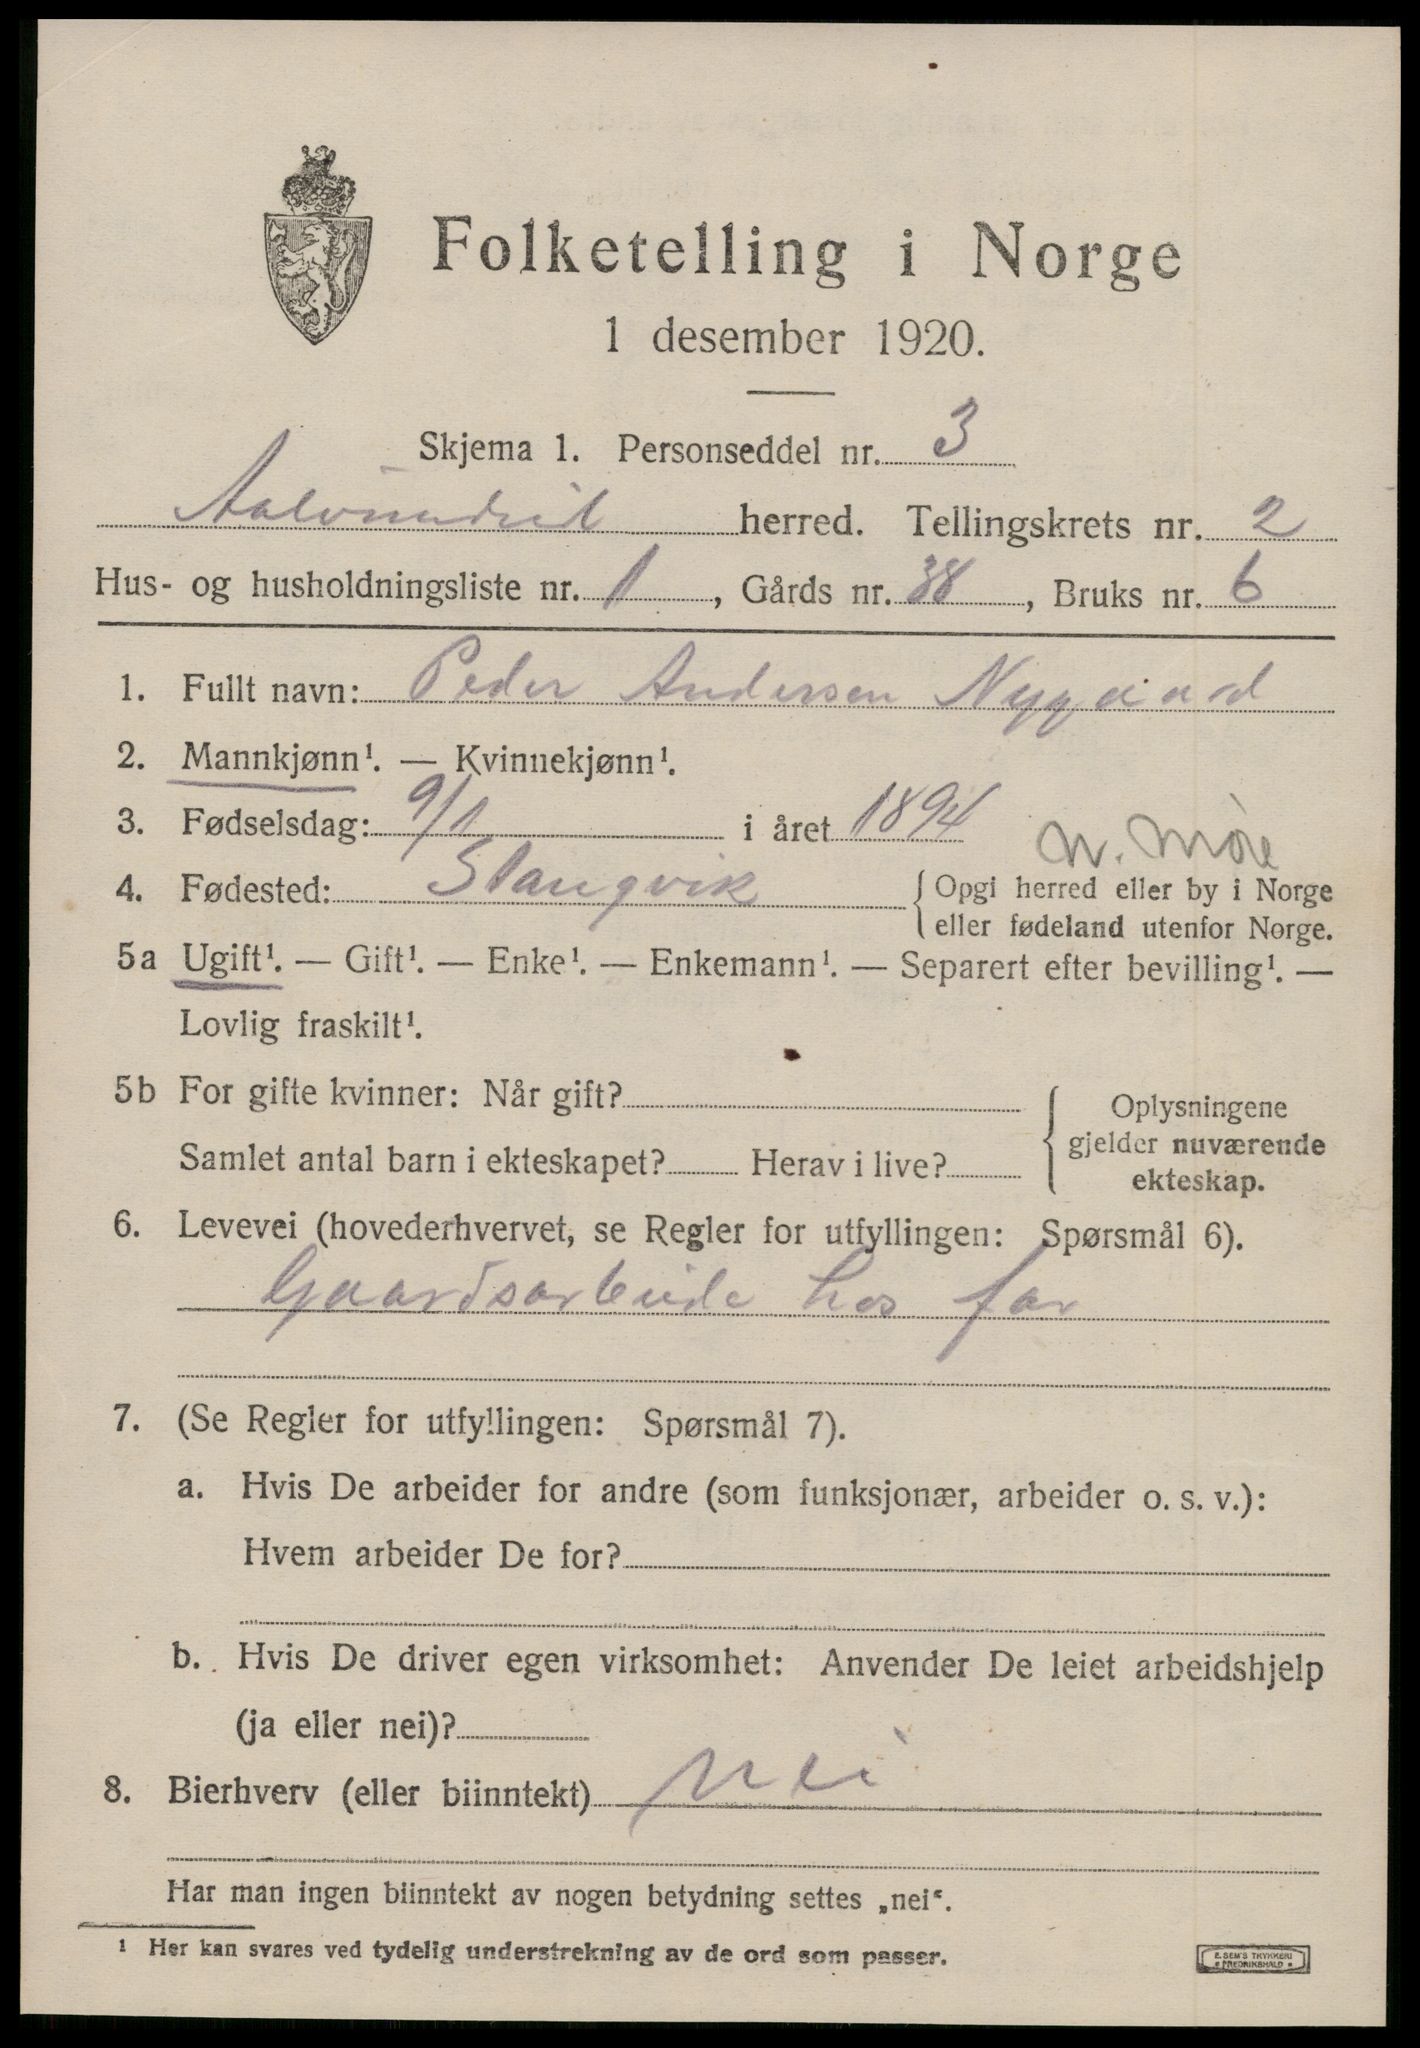 Folketelling i Norge
1 desember 1920.
Skjema 1. Personseddel nr. 3
Aalvundeid herred. Tellingskrets nr. 2
Hus- og husholdningsliste nr. 1, Gårds nr. 38, Bruks nr. 6
1. Fullt navn: Peder Andersen Nygaard
2. Mannkjønn¹. — Kvinnekjønn¹.
3. Fødselsdag: 9/1 i året 1894
N. Møre
4. Fødested: Stangvik { Opgi herred eller by i Norge
eller fødeland utenfor Norge.
5a Ugift¹. — Gift¹. — Enke¹. — Enkemann¹. — Separert efter bevilling¹. —
Lovlig fraskilt¹.
5b For gifte kvinner: Når gift? { Oplysningene
gjelder nuværende
Samlet antal barn i ekteskapet? Herav i live?
ekteskap.
6. Levevei (hovederhvervet, se Regler for utfyllingen: Spørsmål 6).
Gaardsarbeide hos far
7. (Se Regler for utfyllingen: Spørsmål 7).
a. Hvis De arbeider for andre (som funksjonær, arbeider o. s. v.):
Hvem arbeider De for?
b. Hvis De driver egen virksomhet: Anvender De leiet arbeidshjelp
(ja eller nei)?
8. Bierhverv (eller biinntekt) nei
Har man ingen biinntekt av nogen betydning settes „nei“.
¹ Her kan svares ved tydelig understrekning av de ord som passer.
E. SEM'S TRYKKERI
FREDRIKSHALD